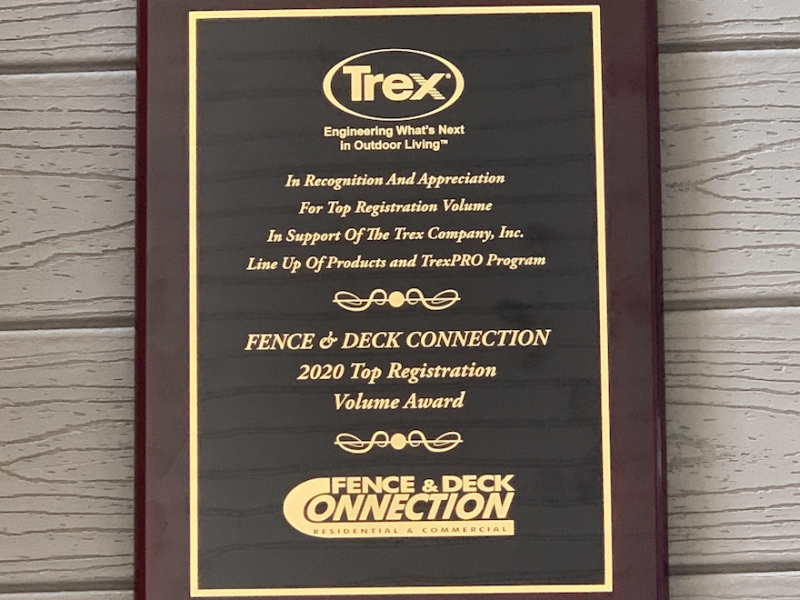 Trex®
Engineering What's Next
in Outdoor Living™
In Recognition And Appreciation
For Top Registration Volume
In Support Of The Trex Company, Inc.
Line Up Of Products and TrexPRO Program
FENCE & DECK CONNECTION
2020 Top Registration
Volume Award
FENCE & DECK
CONNECTION
RESIDENTIAL & COMMERCIAL